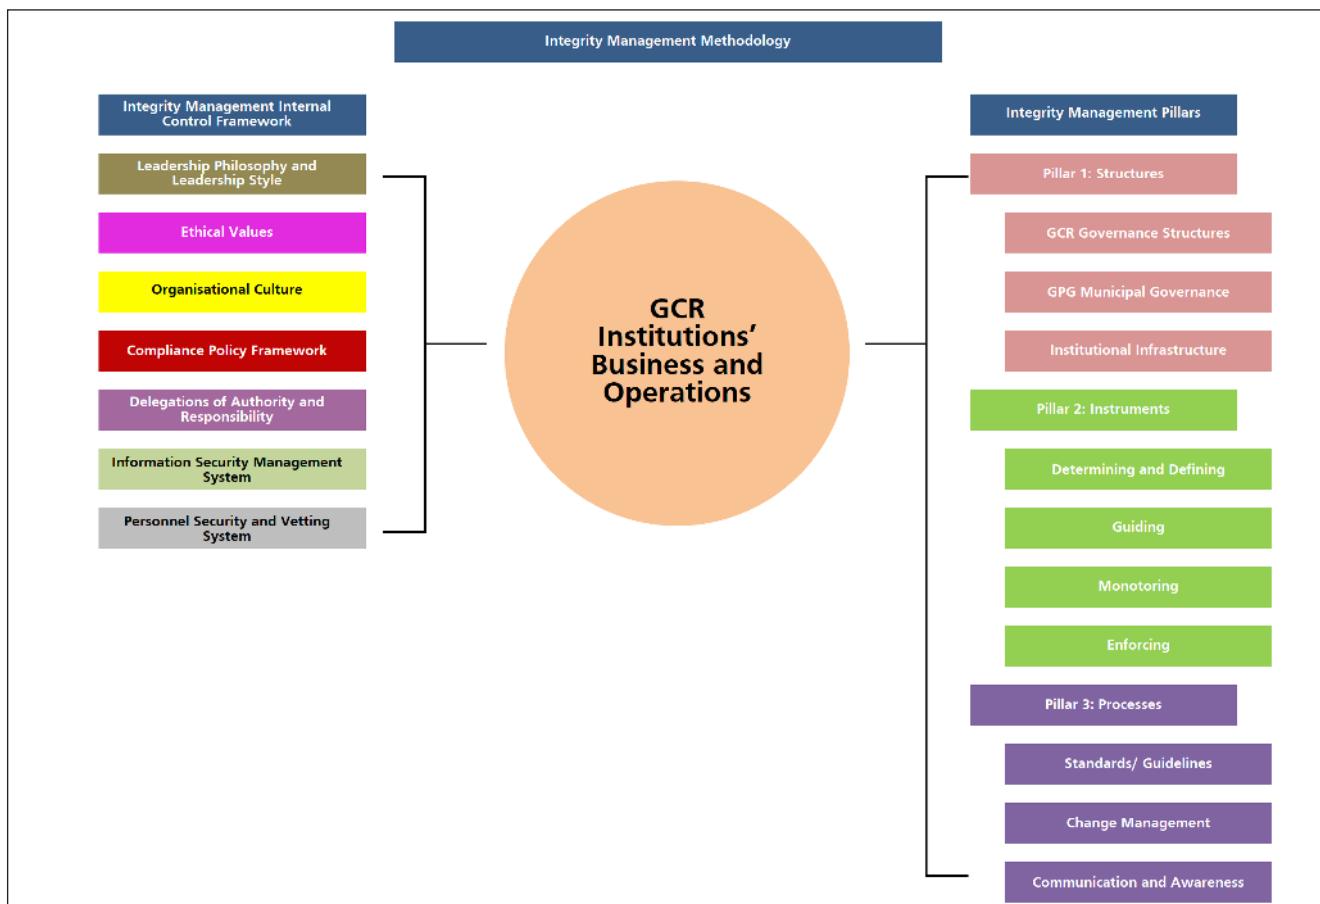 Integrity Management Methodology
Integrity Management Internal
Control Framework
Leadership Philosophy and
Leadership Style
Ethical Values
Organisational Culture
Compliance Policy Framework
Delegations of Authority and
Responsibility
Information Security Management
System
Personnel Security and Vetting
System
GCR
Institutions’
Business and
Operations
Integrity Management Pillars
Pillar 1: Structures
GCR Governance Structures
GPG Municipal Governance
Institutional Infrastructure
Pillar 2: Instruments
Determining and Defining
Guiding
Monotoring
Enforcing
Pillar 3: Processes
Standards/ Guidelines
Change Management
Communication and Awareness